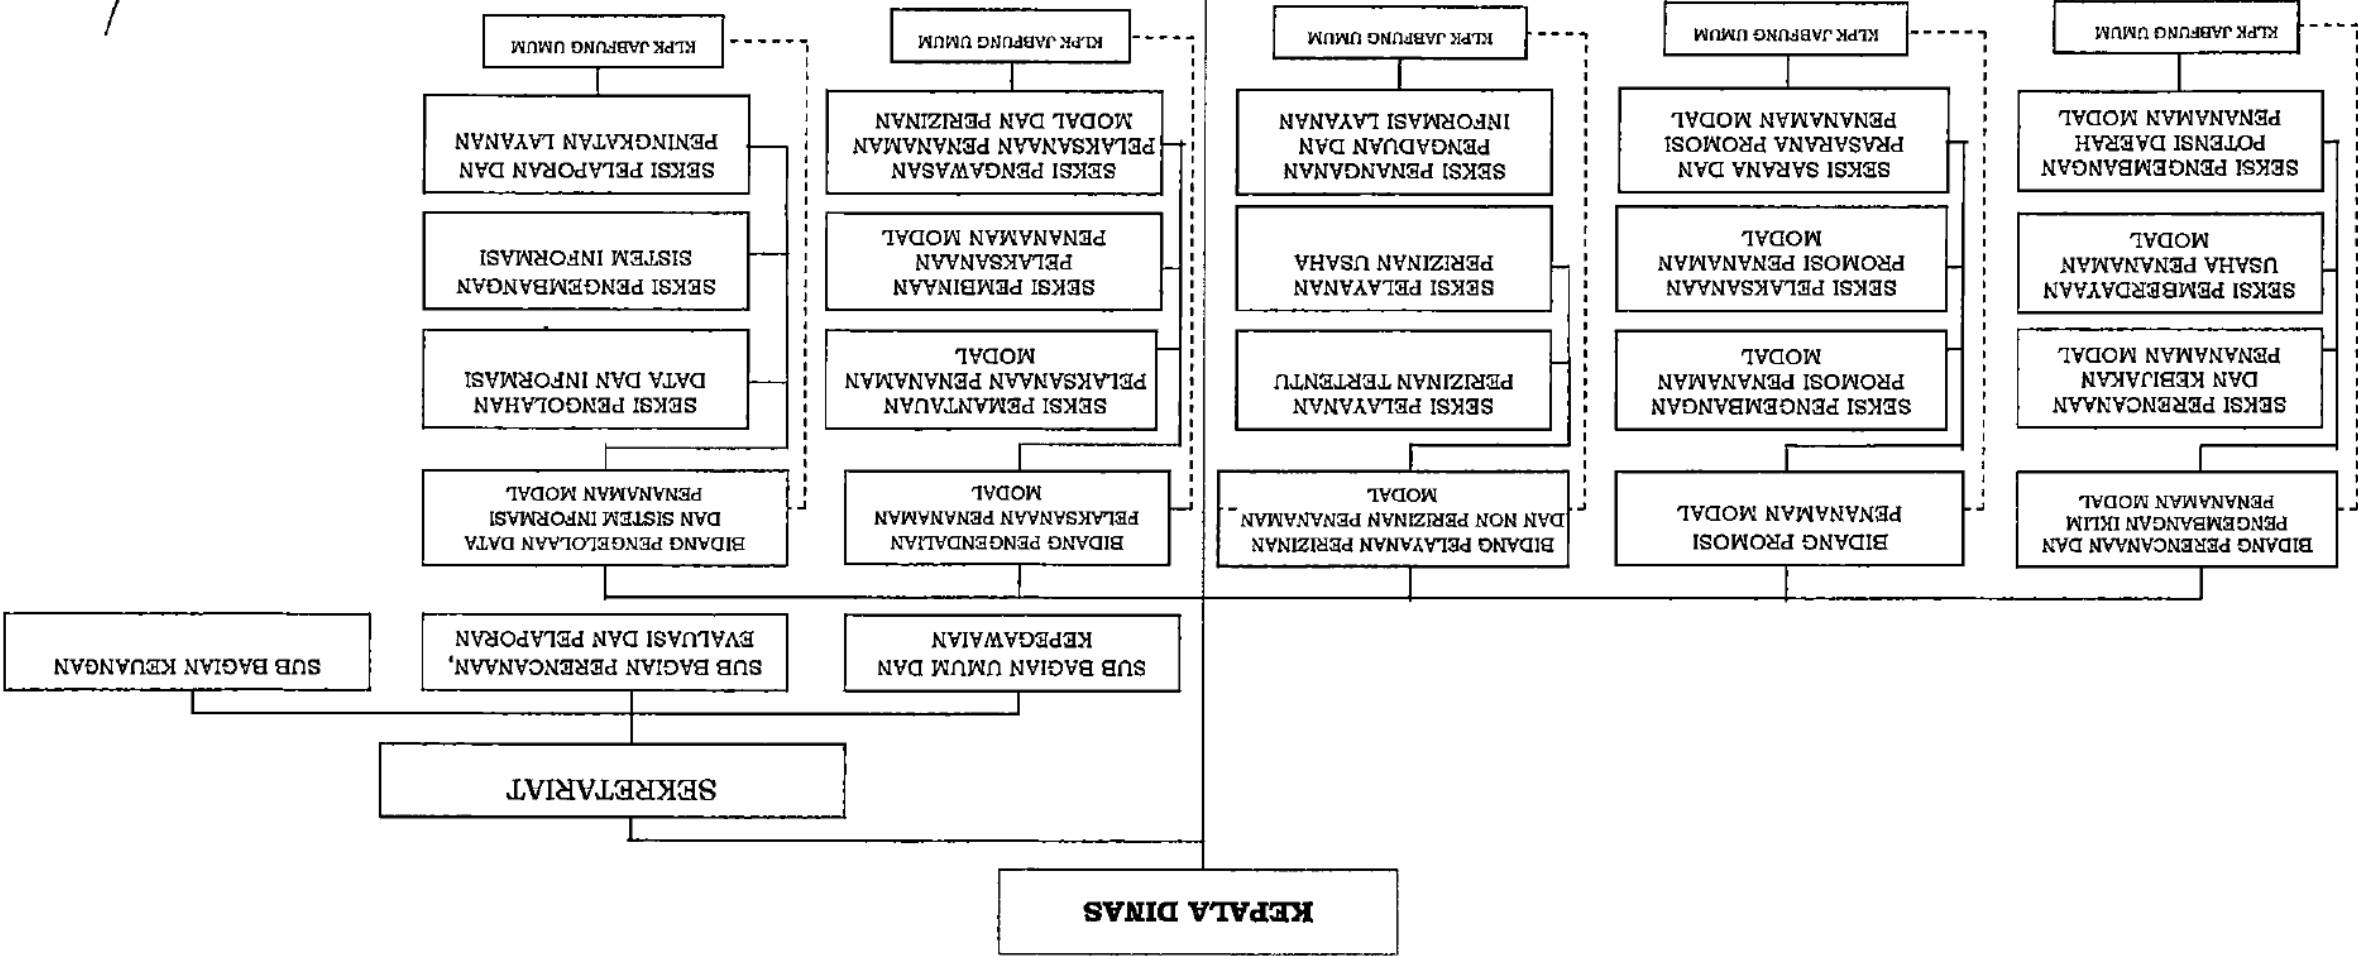 KEPALA DINAS
SEKRETARIAT
SUB BAGIAN UMUM DAN
KEPEGAWAIAN
SUB BAGIAN PERENCANAAN,
EVALUASI DAN PELAPORAN
SUB BAGIAN KEUANGAN
BIDANG PERENCANAAN DAN
PENGEMBANGAN IKLIM
PENANAMAN MODAL
BIDANG PROMOSI
PENANAMAN MODAL
BIDANG PELAYANAN PERIZINAN
DAN NON PERIZINAN PENANAMAN
MODAL
BIDANG PENGENDALIAN
PELAKSANAAN PENANAMAN
MODAL
BIDANG PENGELOLAAN DATA
DAN SISTEM INFORMASI
PENANAMAN MODAL
SEKSI PERENCANAAN
DAN KEBIJAKAN
PENANAMAN MODAL
SEKSI PENGEMBANGAN
PROMOSI PENANAMAN
MODAL
SEKSI PELAYANAN
PERIZINAN TERTENTU
SEKSI PEMANTAUAN
PELAKSANAAN PENANAMAN
MODAL
SEKSI PENGOLAHAN
DATA DAN INFORMASI
SEKSI PEMBERDAYAAN
USAHA PENANAMAN
MODAL
SEKSI PELAKSANAAN
PROMOSI PENANAMAN
MODAL
SEKSI PELAYANAN
PERIZINAN USAHA
SEKSI PEMBINAAN
PELAKSANAAN
PENANAMAN MODAL
SEKSI PENGEMBANGAN
SISTEM INFORMASI
SEKSI PENGEMBANGAN
POTENSI DAERAH
PENANAMAN MODAL
SEKSI SARANA DAN
PRASARANA PROMOSI
PENANAMAN MODAL
SEKSI PENANGANAN
PENGADUAN DAN
INFORMASI LAYANAN
SEKSI PENGAWASAN
PELAKSANAAN PENANAMAN
MODAL DAN PERIZINAN
SEKSI PELAPORAN DAN
PENINGKATAN LAYANAN
KLPK JABFUNG UMUM
KLPK JABFUNG UMUM
KLPK JABFUNG UMUM
KLPK JABFUNG UMUM
KLPK JABFUNG UMUM